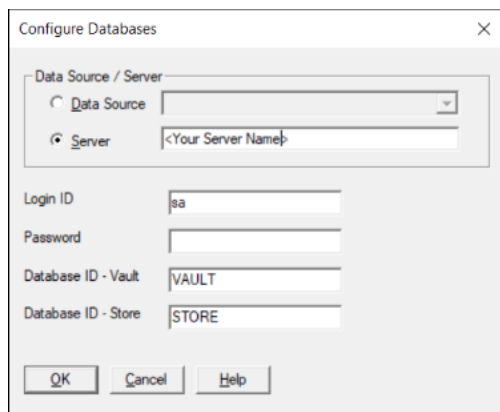 Configure Databases
Data Source / Server
Data Source
Server <Your Server Name>
Login ID sa
Password
Database ID - Vault VAULT
Database ID - Store STORE
OK Cancel Help